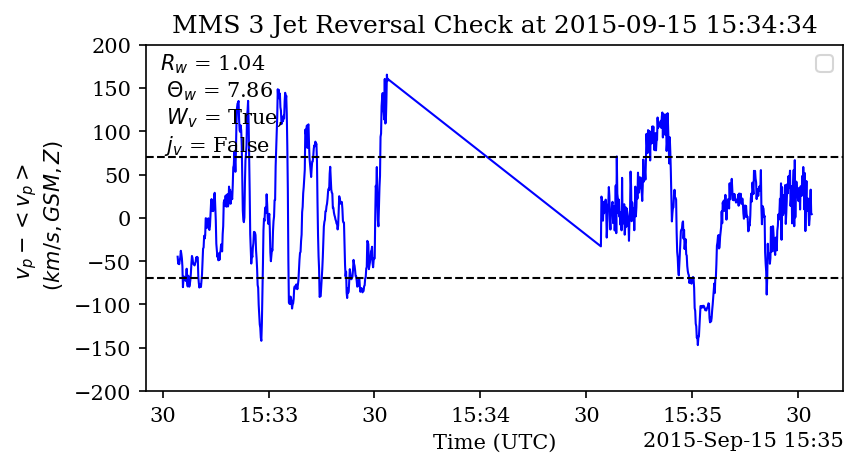 MMS 3 Jet Reversal Check at 2015-09-15 15:34:34
R_w = 1.04
Θ_w = 7.86
W_v = True,
j_v = False
v_p − < v_p >
(km/s, GSM, Z)
200
150
100
50
0
−50
−100
−150
−200
30 15:33 30 15:34 30 15:35 30
Time (UTC) 2015-Sep-15 15:35